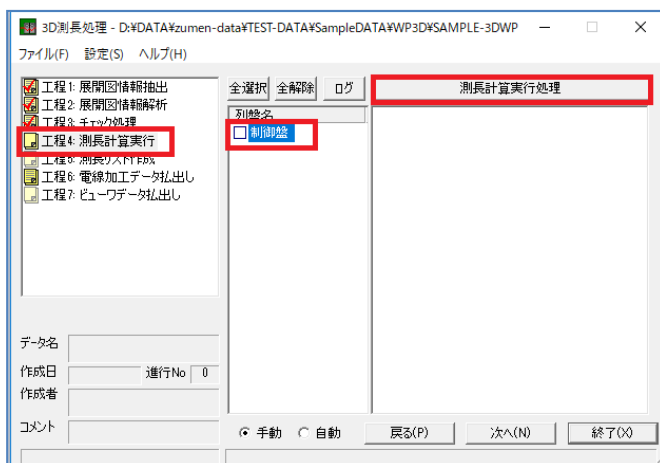 3D測長処理 - D:¥DATA¥zumen-data¥TEST-DATA¥SampleDATA¥WP3D¥SAMPLE-3DWP
ファイル(F) 設定(S) ヘルプ(H)
工程1: 展開図情報抽出
工程2: 展開図情報解析
工程3: チェック処理
工程4: 測長計算実行
工程5: 測長リスト作成
工程6: 電線加工データ払出し
工程7: ビューワデータ払出し
全選択 全解除 ログ
列盤名
制御盤
測長計算実行処理
データ名
作成日 進行No 0
作成者
コメント
手動 自動 戻る(P) 次へ(N) 終了(X)